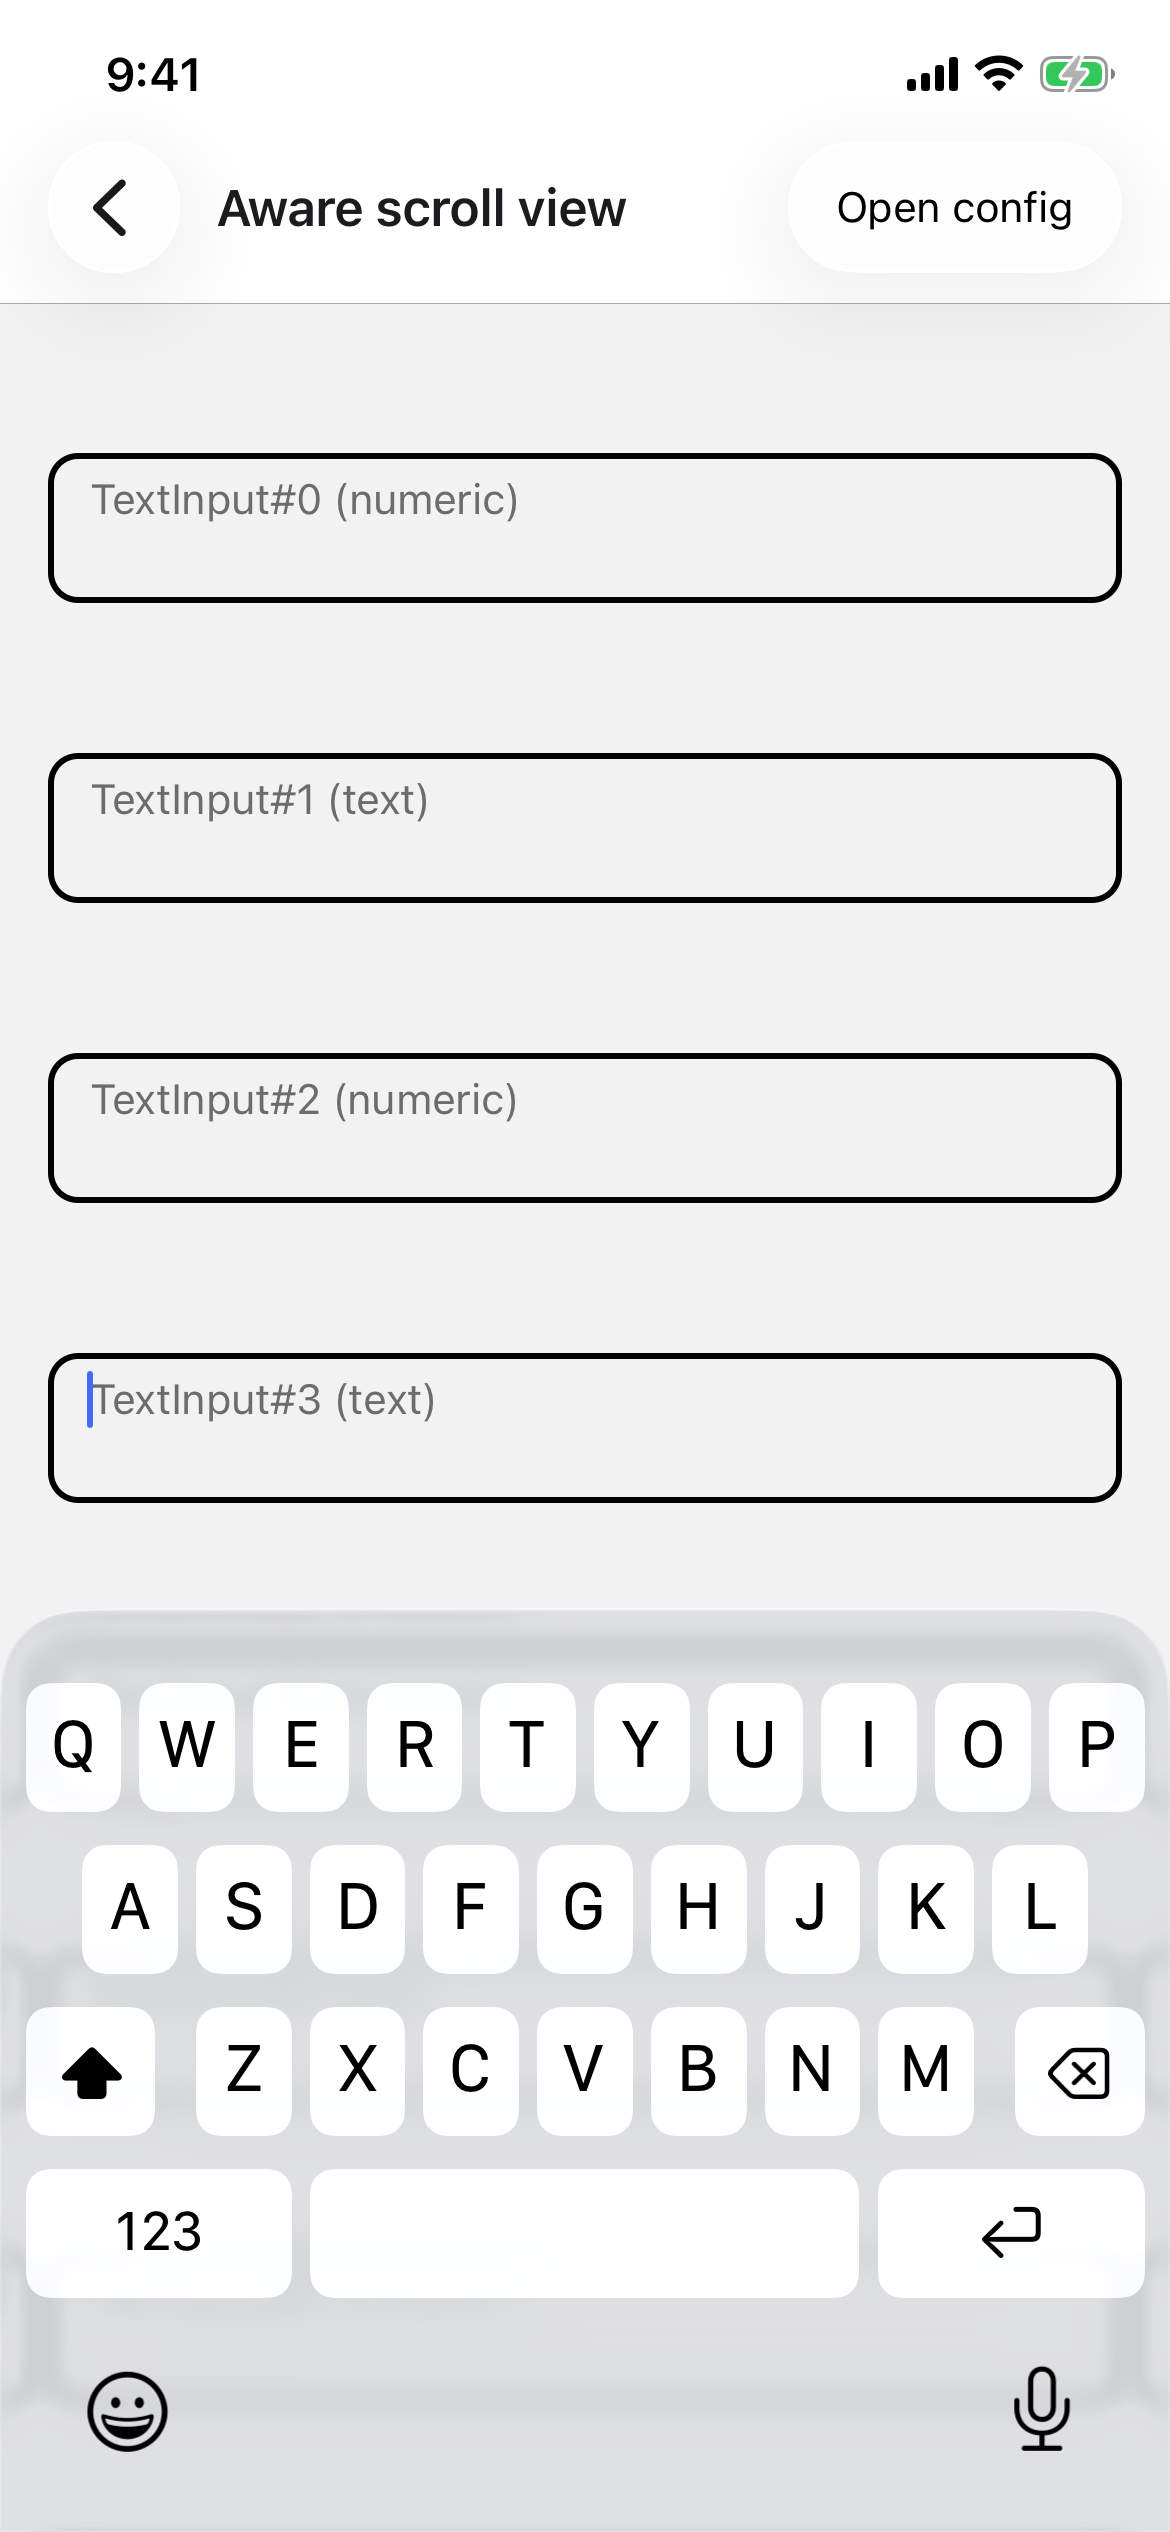 9:41
Aware scroll view
Open config
TextInput#0 (numeric)
TextInput#1 (text)
TextInput#2 (numeric)
TextInput#3 (text)
Q W E R T Y U I O P
A S D F G H J K L
Z X C V B N M
123